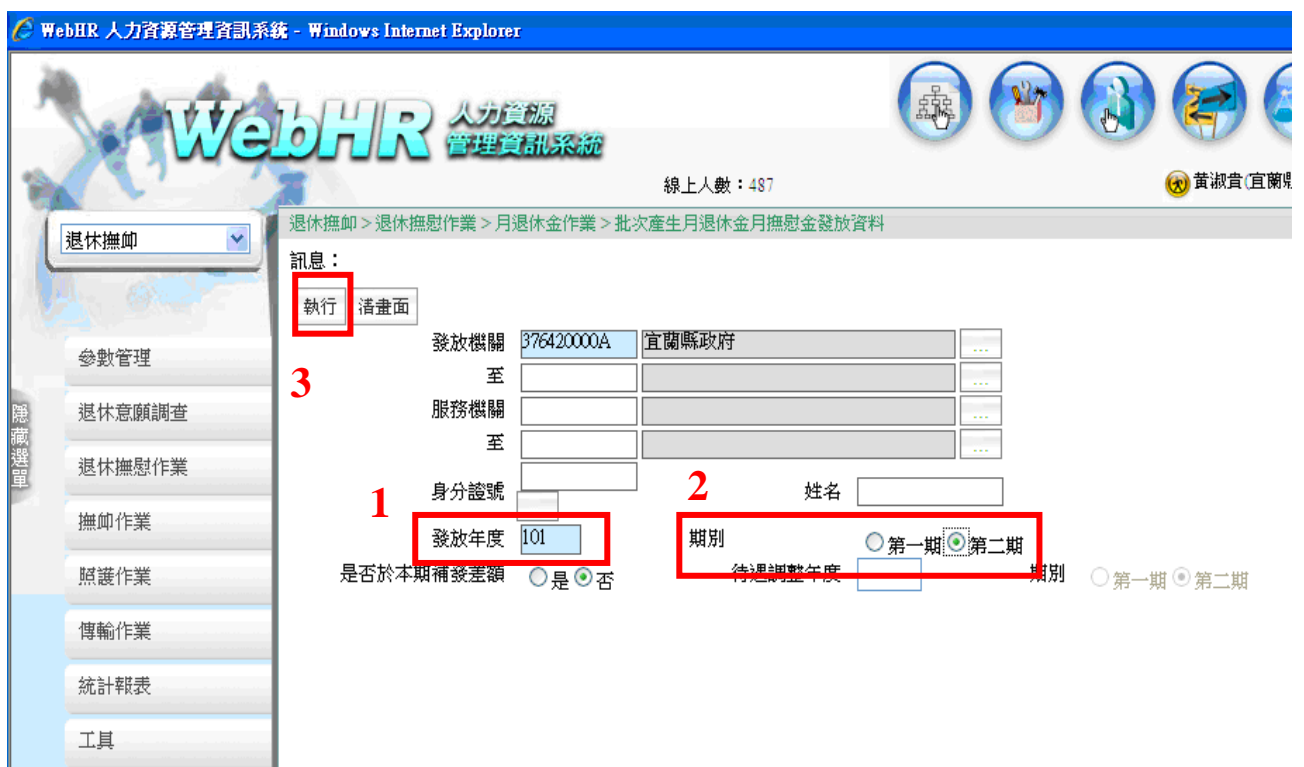 WebHR 人力資源管理資訊系統 - Windows Internet Explorer
WebHR 人力資源
管理資訊系統
線上人數：487
黃淑貴(宜蘭縣
退休撫卹
退休撫卹>退休撫慰作業>月退休金作業>批次產生月退休金月撫慰金發放資料
訊息：
執行 清畫面
3
發放機關 376420000A 宜蘭縣政府 ...
至 ...
服務機關 ...
至 ...
1
2
身分證號 姓名
發放年度 101 期別 第一期 第二期
是否於本期補發差額 是 否 待遇調整年度 期別 第一期 第二期
隱藏選單
參數管理
退休意願調查
退休撫慰作業
撫卹作業
照護作業
傳輸作業
統計報表
工具